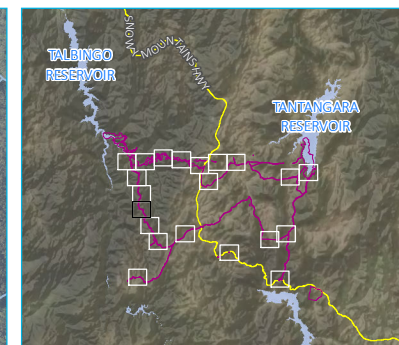 TALBINGO
RESERVOIR
SNOWY MOUNTAINS HWY
TANTANGARA
RESERVOIR